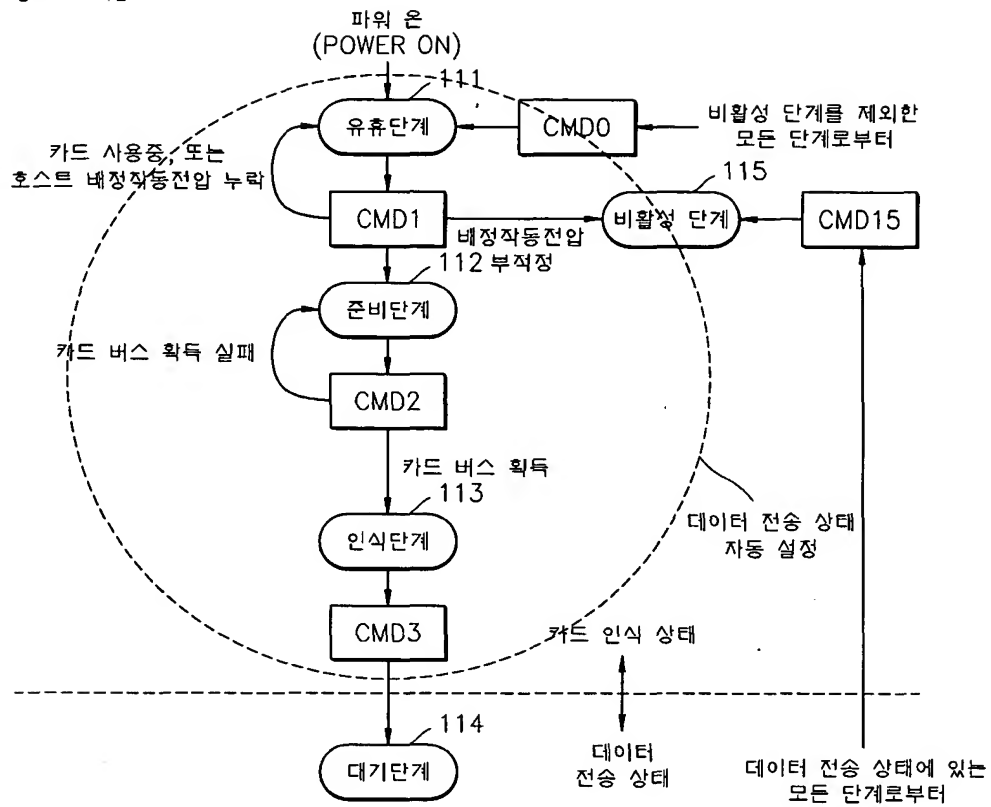 파워 온
(POWER ON)
111
유휴단계
CMD0
비활성 단계를 제외한
모든 단계로부터
카드 사용중, 또는
호스트 배정작동전압 누락
115
CMD1
비활성 단계
CMD15
배정작동전압
부적정
112
준비단계
카드 버스 획득 실패
CMD2
카드 버스 획득
113
인식단계
데이터 전송 상태
자동 설정
CMD3
카드 인식 상태
114
대기단계
데이터
전송 상태
데이터 전송 상태에 있는
모든 단계로부터